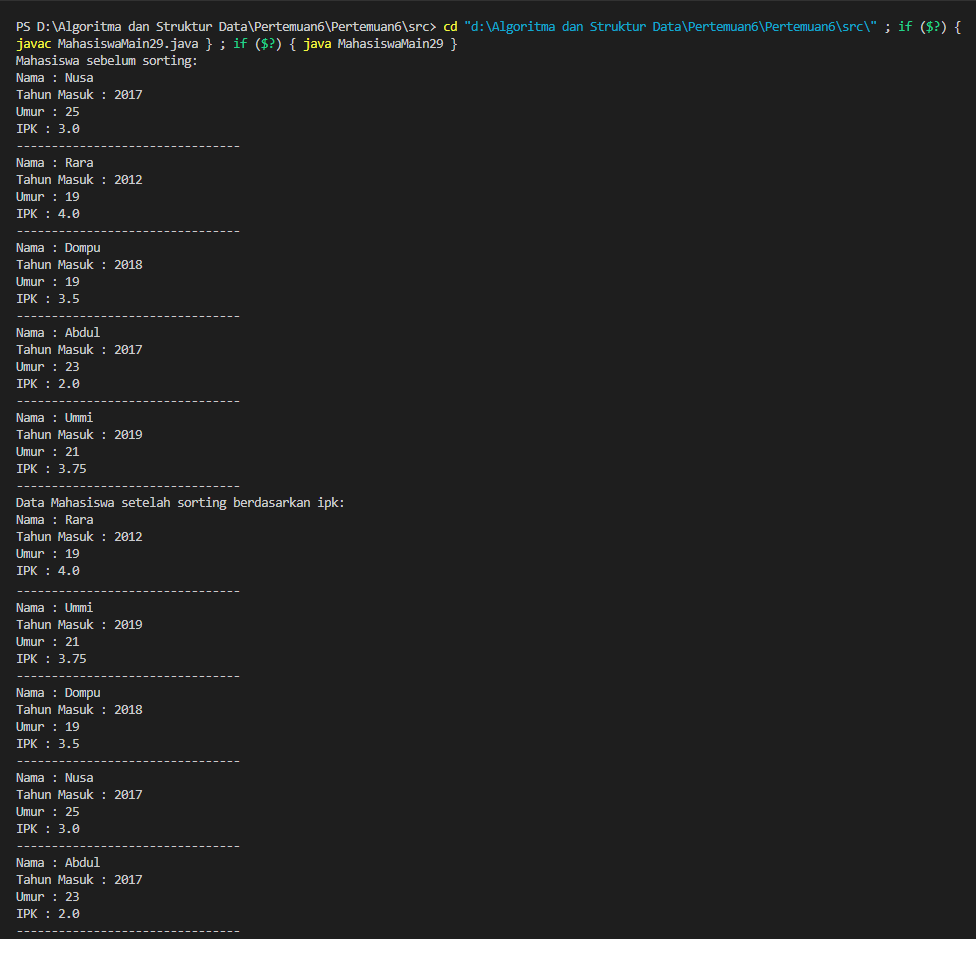 PS D:\Algoritma dan Struktur Data\Pertemuan6\Pertemuan6\src> cd "d:\Algoritma dan Struktur Data\Pertemuan6\Pertemuan6\src\" ; if ($?) {
javac MahasiswaMain29.java } ; if ($?) { java MahasiswaMain29 }
Mahasiswa sebelum sorting:
Nama : Nusa
Tahun Masuk : 2017
Umur : 25
IPK : 3.0
--------------------------------
Nama : Rara
Tahun Masuk : 2012
Umur : 19
IPK : 4.0
--------------------------------
Nama : Dompu
Tahun Masuk : 2018
Umur : 19
IPK : 3.5
--------------------------------
Nama : Abdul
Tahun Masuk : 2017
Umur : 23
IPK : 2.0
--------------------------------
Nama : Ummi
Tahun Masuk : 2019
Umur : 21
IPK : 3.75
--------------------------------
Data Mahasiswa setelah sorting berdasarkan ipk:
Nama : Rara
Tahun Masuk : 2012
Umur : 19
IPK : 4.0
--------------------------------
Nama : Ummi
Tahun Masuk : 2019
Umur : 21
IPK : 3.75
--------------------------------
Nama : Dompu
Tahun Masuk : 2018
Umur : 19
IPK : 3.5
--------------------------------
Nama : Nusa
Tahun Masuk : 2017
Umur : 25
IPK : 3.0
--------------------------------
Nama : Abdul
Tahun Masuk : 2017
Umur : 23
IPK : 2.0
--------------------------------